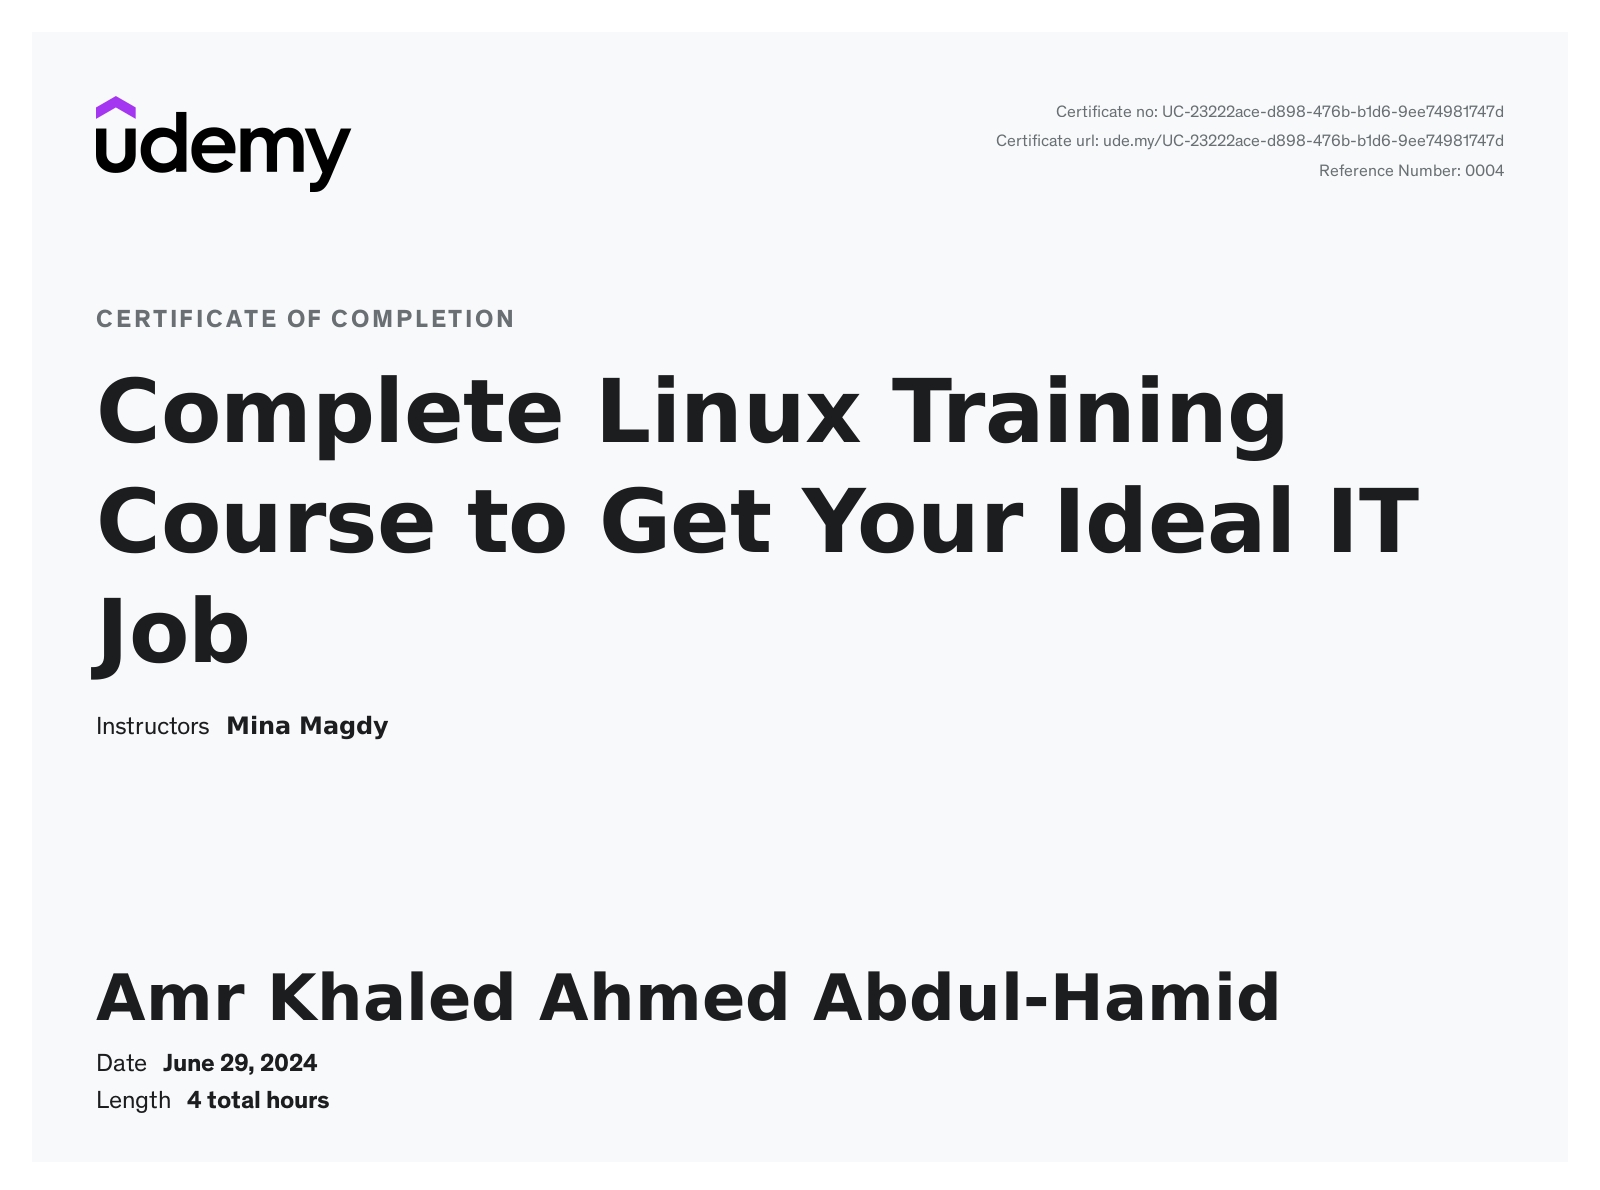 udemy
Certificate no: UC-23222ace-d898-476b-b1d6-9ee74981747d
Certificate url: ude.my/UC-23222ace-d898-476b-b1d6-9ee74981747d
Reference Number: 0004
CERTIFICATE OF COMPLETION
Complete Linux Training
Course to Get Your Ideal IT
Job
Instructors Mina Magdy
Amr Khaled Ahmed Abdul-Hamid
Date June 29, 2024
Length 4 total hours